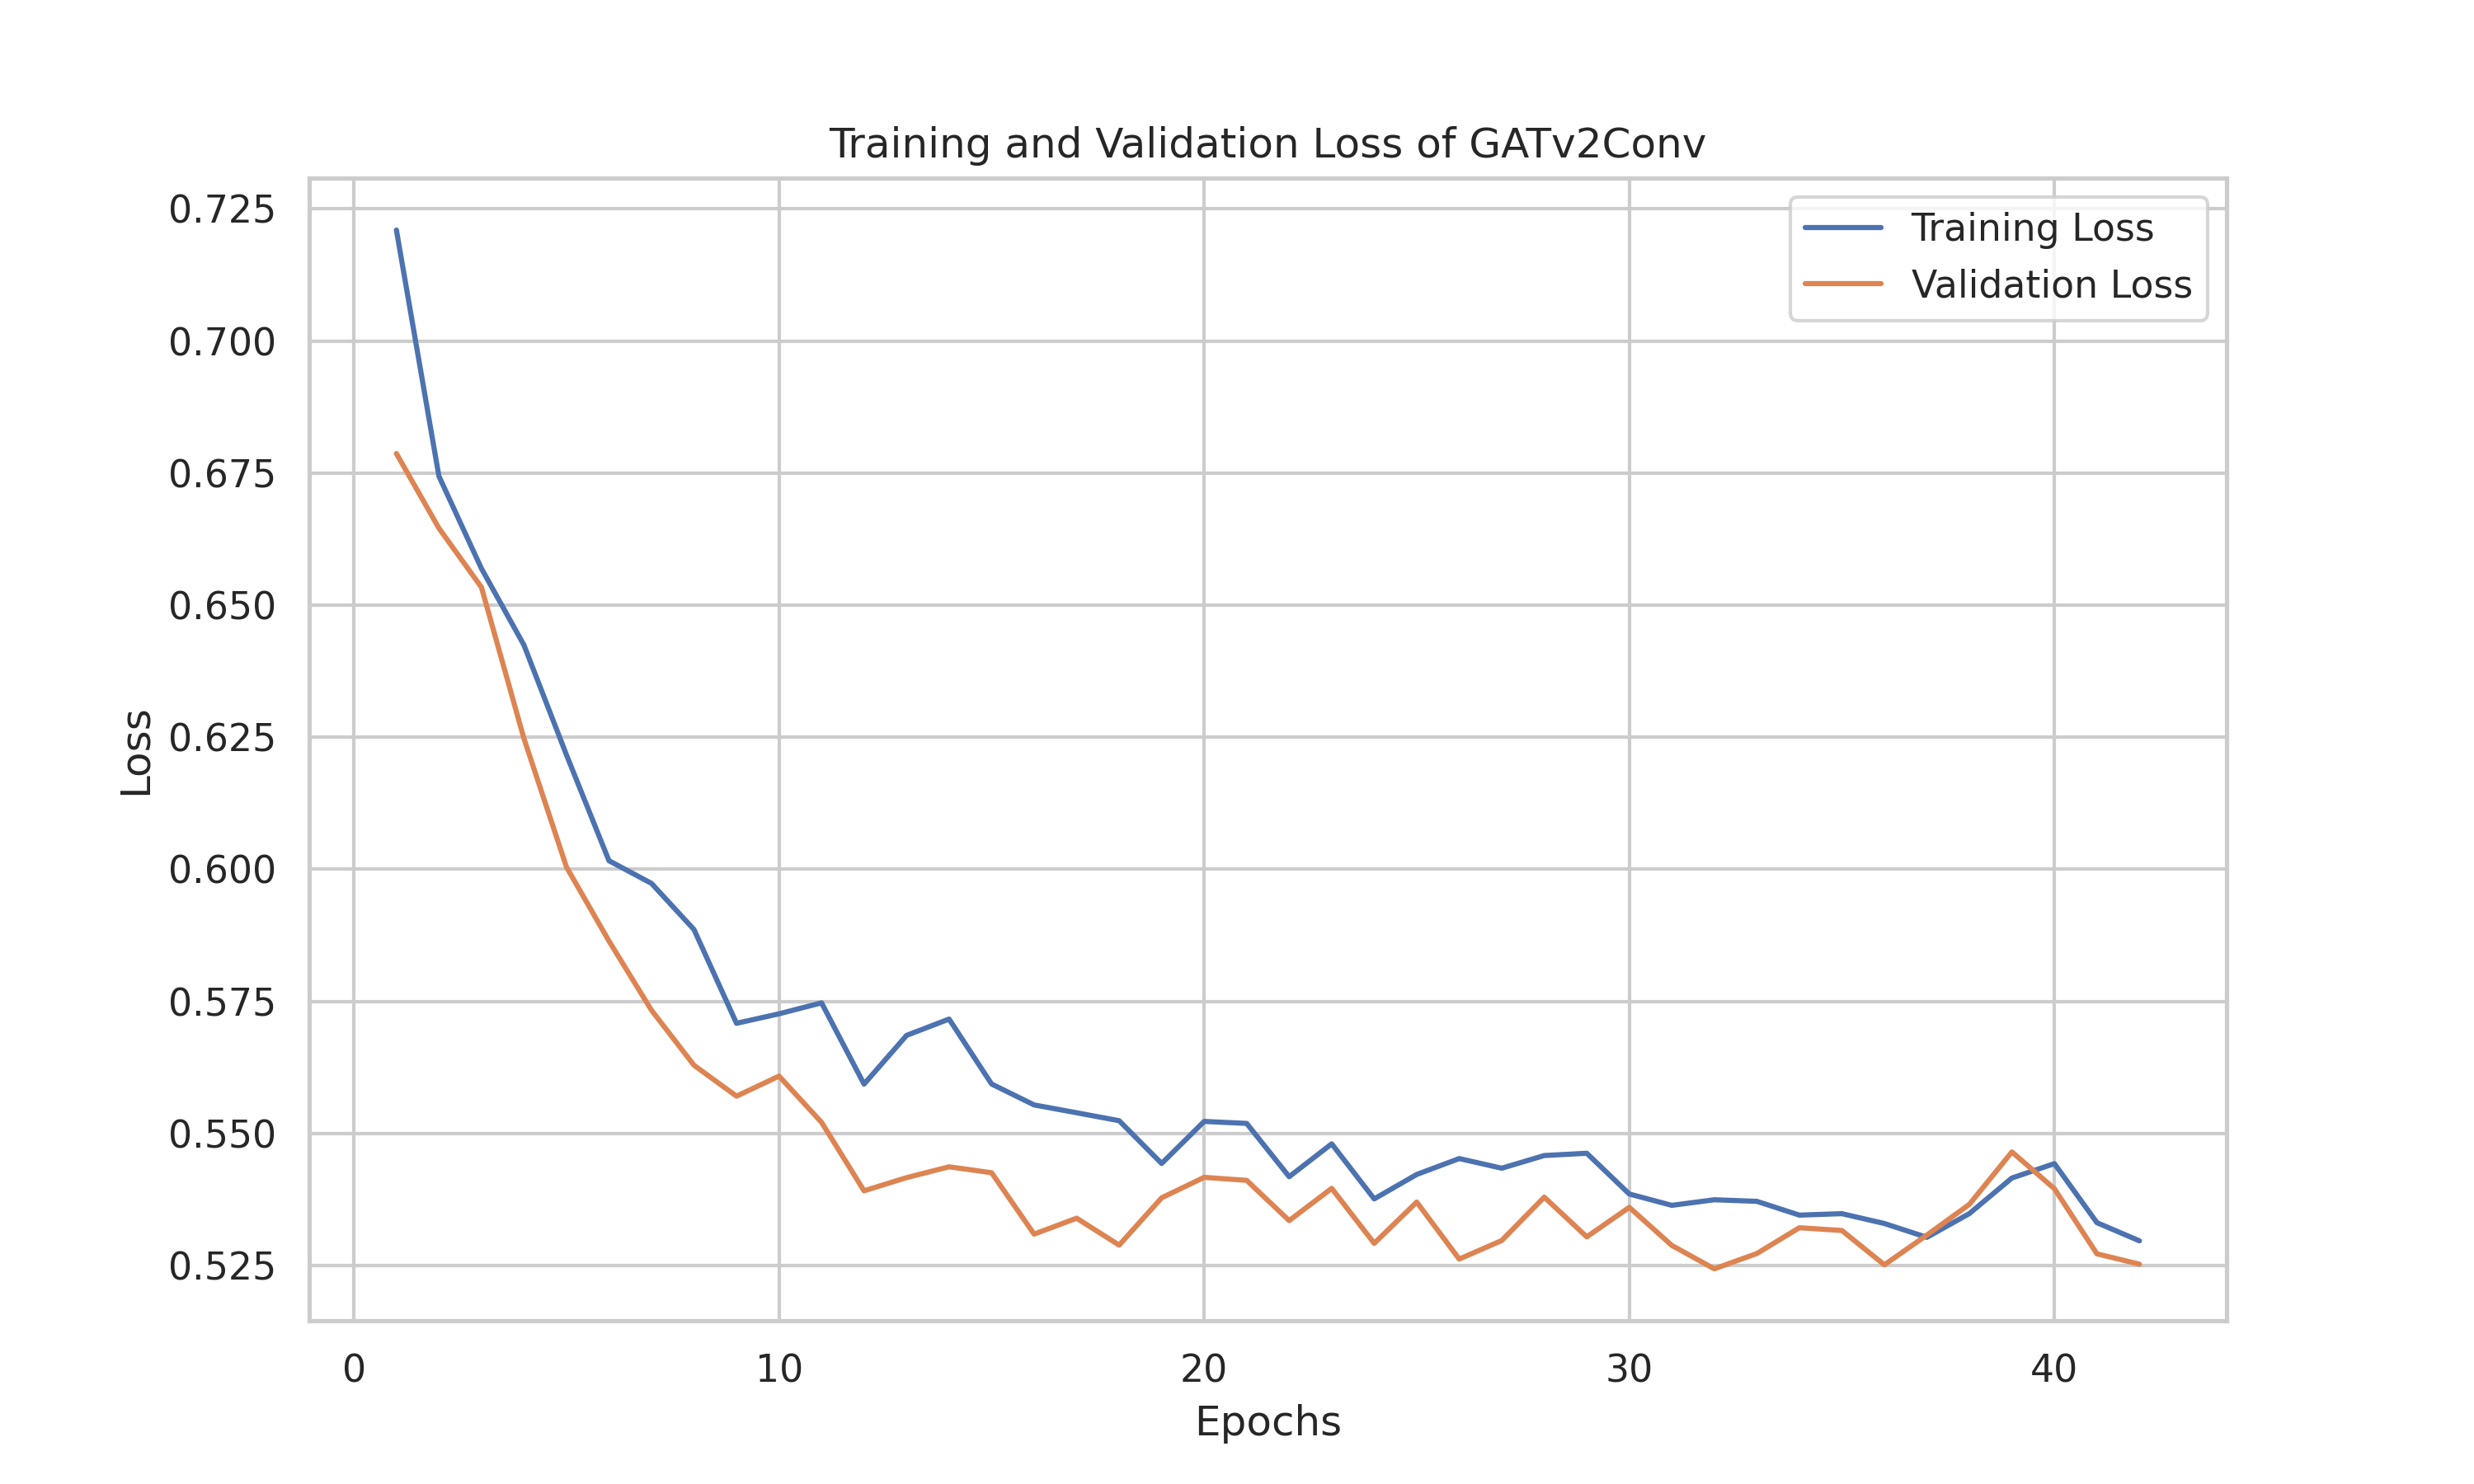 Training and Validation Loss of GATv2Conv
Training Loss
Validation Loss
0.725
0.700
0.675
0.650
0.625
0.600
0.575
0.550
0.525
Loss
0 10 20 30 40
Epochs